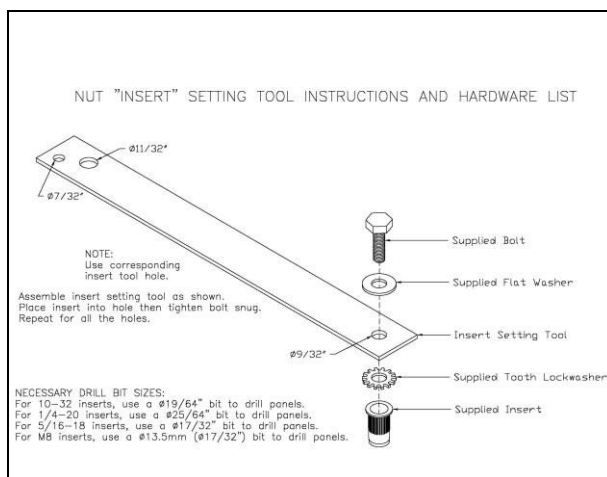 NUT "INSERT" SETTING TOOL INSTRUCTIONS AND HARDWARE LIST
Ø11/32"
Ø7/32"
NOTE:
Use corresponding
insert tool hole.
Assemble insert setting tool as shown.
Place insert into hole then tighten bolt snug.
Repeat for all the holes.
Supplied Bolt
Supplied Flat Washer
Insert Setting Tool
Ø9/32"
Supplied Tooth Lockwasher
Supplied Insert
NECESSARY DRILL BIT SIZES:
For 10-32 inserts, use a Ø19/64" bit to drill panels.
For 1/4-20 inserts, use a Ø25/64" bit to drill panels.
For 5/16-18 inserts, use a Ø17/32" bit to drill panels.
For M8 inserts, use a Ø13.5mm (Ø17/32") bit to drill panels.